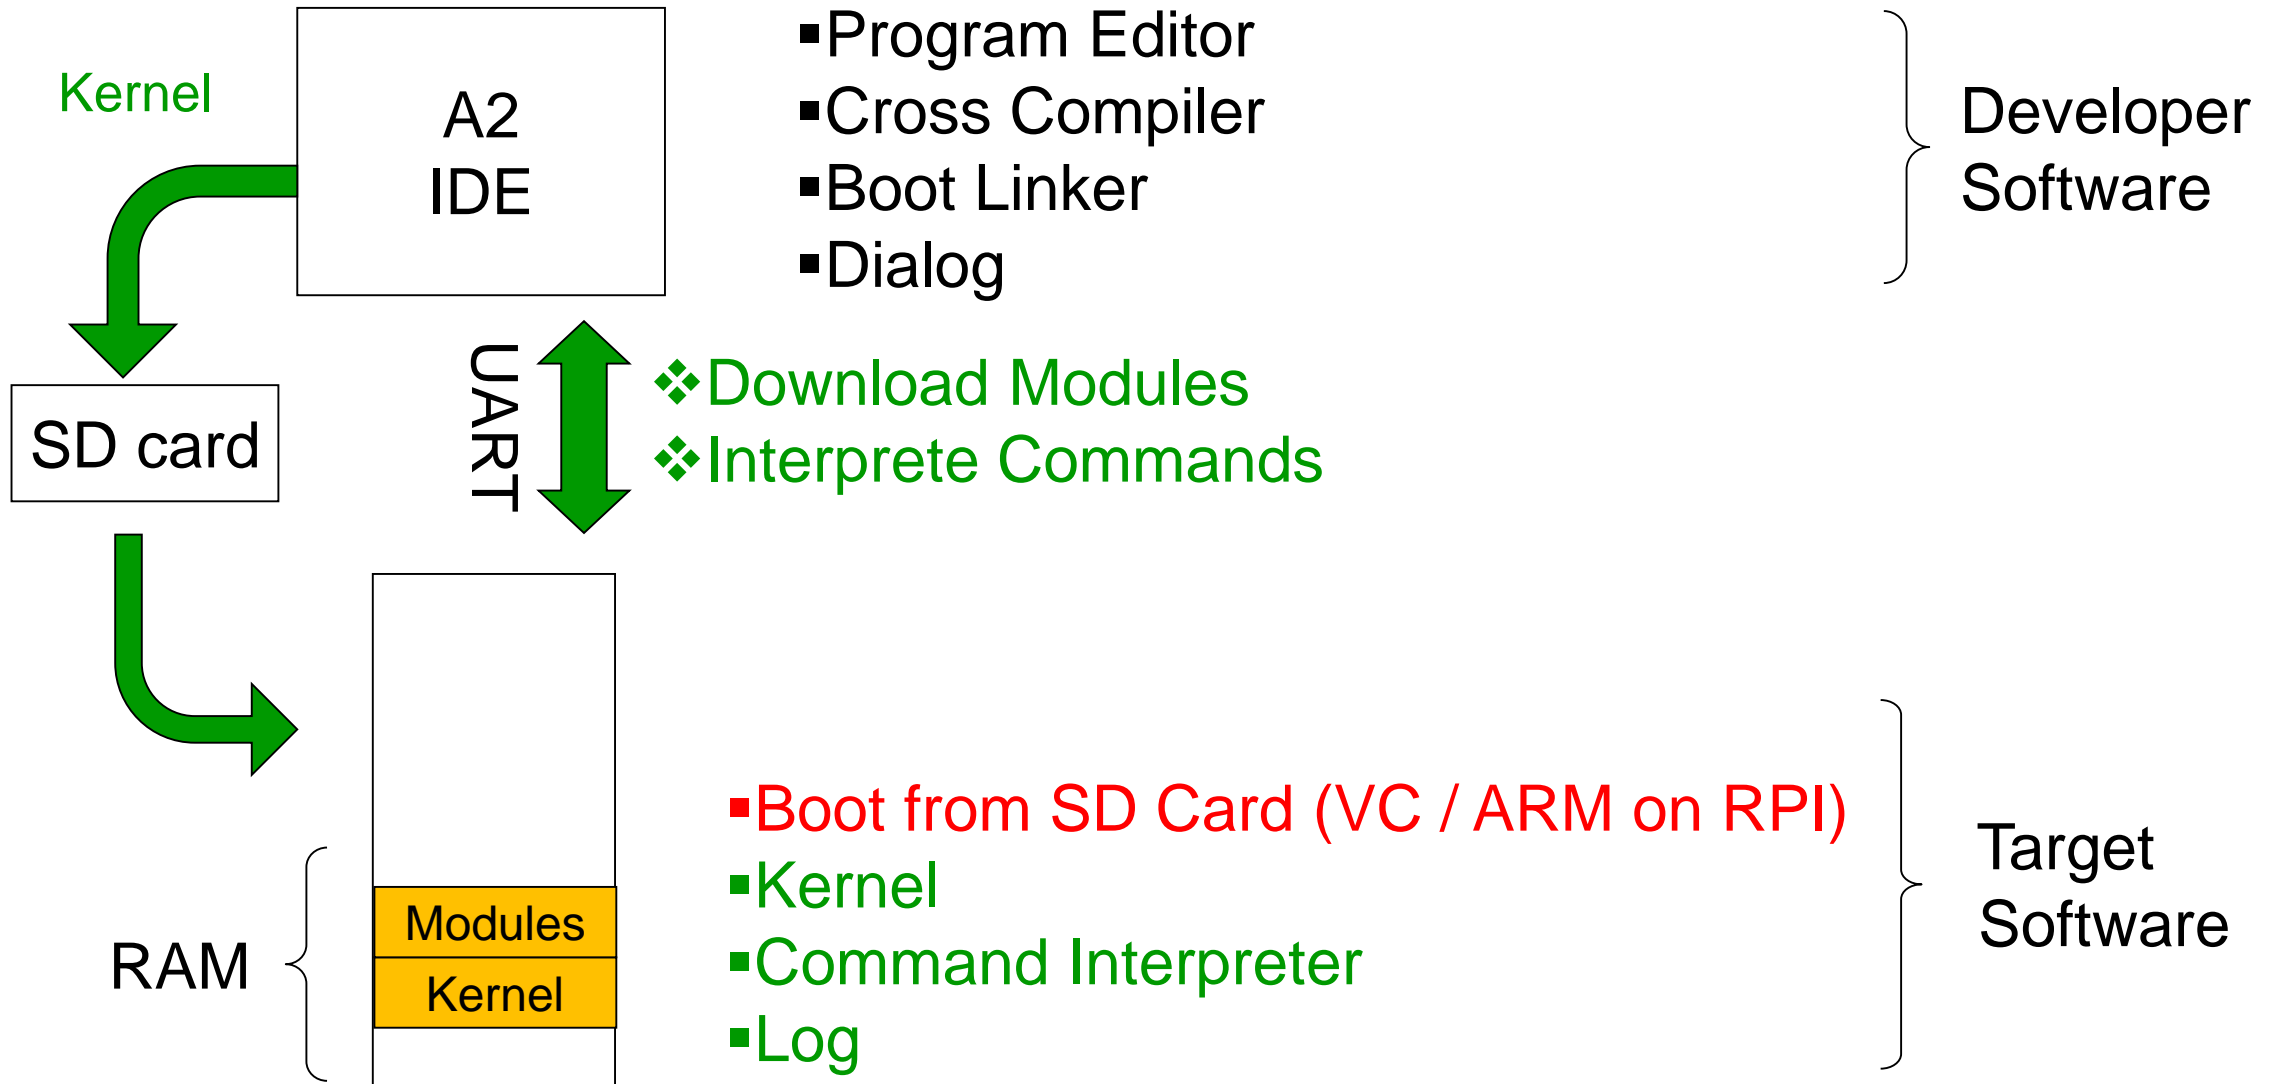 Kernel
A2
IDE
▪Program Editor
▪Cross Compiler
▪Boot Linker
▪Dialog
Developer
Software
SD card
UART
❖Download Modules
❖Interprete Commands
RAM
Modules
Kernel
▪Boot from SD Card (VC / ARM on RPI)
▪Kernel
▪Command Interpreter
▪Log
Target
Software